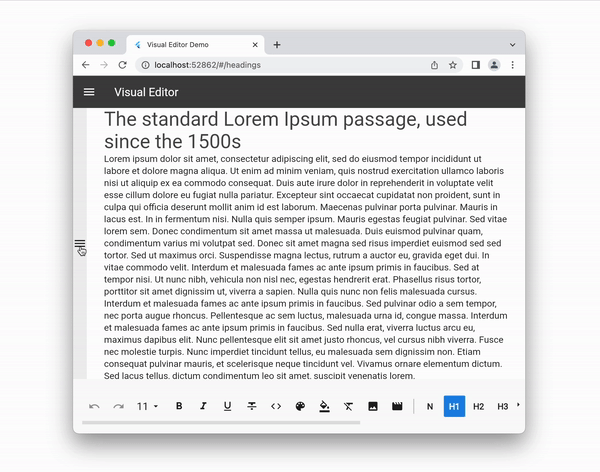 Visual Editor Demo
localhost:52862/#/headings
Visual Editor
The standard Lorem Ipsum passage, used
since the 1500s
Lorem ipsum dolor sit amet, consectetur adipiscing elit, sed do eiusmod tempor incididunt ut
labore et dolore magna aliqua. Ut enim ad minim veniam, quis nostrud exercitation ullamco laboris
nisi ut aliquip ex ea commodo consequat. Duis aute irure dolor in reprehenderit in voluptate velit
esse cillum dolore eu fugiat nulla pariatur. Excepteur sint occaecat cupidatat non proident, sunt in
culpa qui officia deserunt mollit anim id est laborum. Maecenas pulvinar porta pulvinar. Mauris in
lacus est. In in fermentum nisi. Nulla quis semper ipsum. Mauris egestas feugiat pulvinar. Sed vitae
lorem sem. Donec condimentum sit amet massa ut malesuada. Duis euismod pulvinar quam,
condimentum varius mi volutpat sed. Donec sit amet magna sed risus imperdiet euismod sed sed
tortor. Sed ut maximus orci. Suspendisse magna lectus, rutrum a auctor eu, gravida eget dui. In
vitae commodo velit. Interdum et malesuada fames ac ante ipsum primis in faucibus. Sed at
tempor nisi. Ut nunc nibh, vehicula non nisl nec, egestas hendrerit erat. Phasellus risus tortor,
porttitor sit amet dignissim ut, viverra a sapien. Nulla quis nunc non felis malesuada cursus.
Interdum et malesuada fames ac ante ipsum primis in faucibus. Sed pulvinar odio a sem tempor,
nec porta augue rhoncus. Pellentesque ac sem luctus, malesuada urna id, congue massa. Interdum
et malesuada fames ac ante ipsum primis in faucibus. Sed nulla erat, viverra luctus arcu eu,
maximus dapibus elit. Nunc pellentesque elit sit amet justo rhoncus, vel cursus nibh viverra. Fusce
nec molestie turpis. Nunc imperdiet tincidunt tellus, eu malesuada sem dignissim non. Etiam
consequat pulvinar mauris, et scelerisque neque tincidunt vel. Vivamus ornare elementum dictum.
Sed lacus tellus, dictum condimentum leo sit amet, suscipit venenatis lorem.
11 B I U S N H1 H2 H3